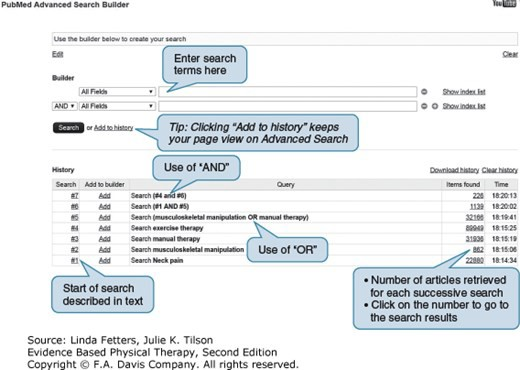 PubMed Advanced Search Builder
YouTube
Use the builder below to create your search
Edit
Clear
Enter search
terms here
Builder
All Fields
Show index list
AND All Fields
Show index list
Search or Add to history
Tip: Clicking “Add to history” keeps
your page view on Advanced Search
Use of “AND”
History
Download history Clear history
Search Add to builder Query Items found Time
#7 Add Search (#4 and #6) 226 18:20:13
#6 Add Search (#1 AND #5) 1139 18:20:02
#5 Add Search (musculoskeletal manipulation OR manual therapy) 32166 18:19:41
#4 Add Search exercise therapy 89949 18:15:25
#3 Add Search manual therapy 31936 18:15:19
#2 Add Search musculoskeletal manipulation 862 18:15:06
#1 Add Search Neck pain 22880 18:14:34
Use of “OR”
Start of search
described in text
• Number of articles retrieved
for each successive search
• Click on the number to go to
the search results
Source: Linda Fetters, Julie K. Tilson
Evidence Based Physical Therapy, Second Edition
Copyright © F.A. Davis Company. All rights reserved.